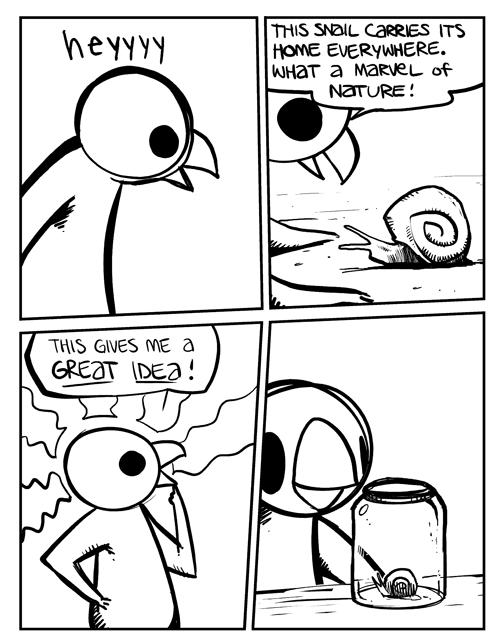 heyyyy
THIS SNAIL CARRIES ITS
HOME EVERYWHERE.
WHAT a MARVEL of
NATURE!
THIS GIVES ME a
GREAT IDEA!